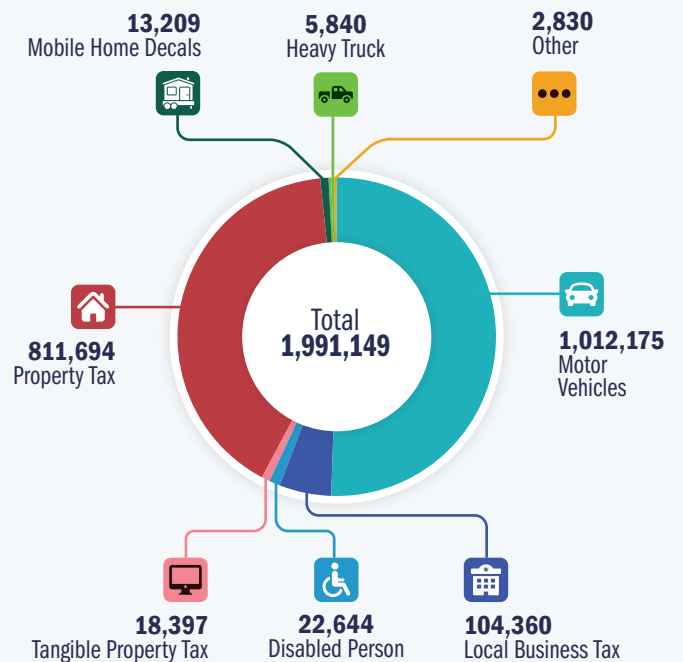 13,209
Mobile Home Decals
5,840
Heavy Truck
2,830
Other
Total
1,991,149
811,694
Property Tax
1,012,175
Motor
Vehicles
18,397
Tangible Property Tax
22,644
Disabled Person
104,360
Local Business Tax